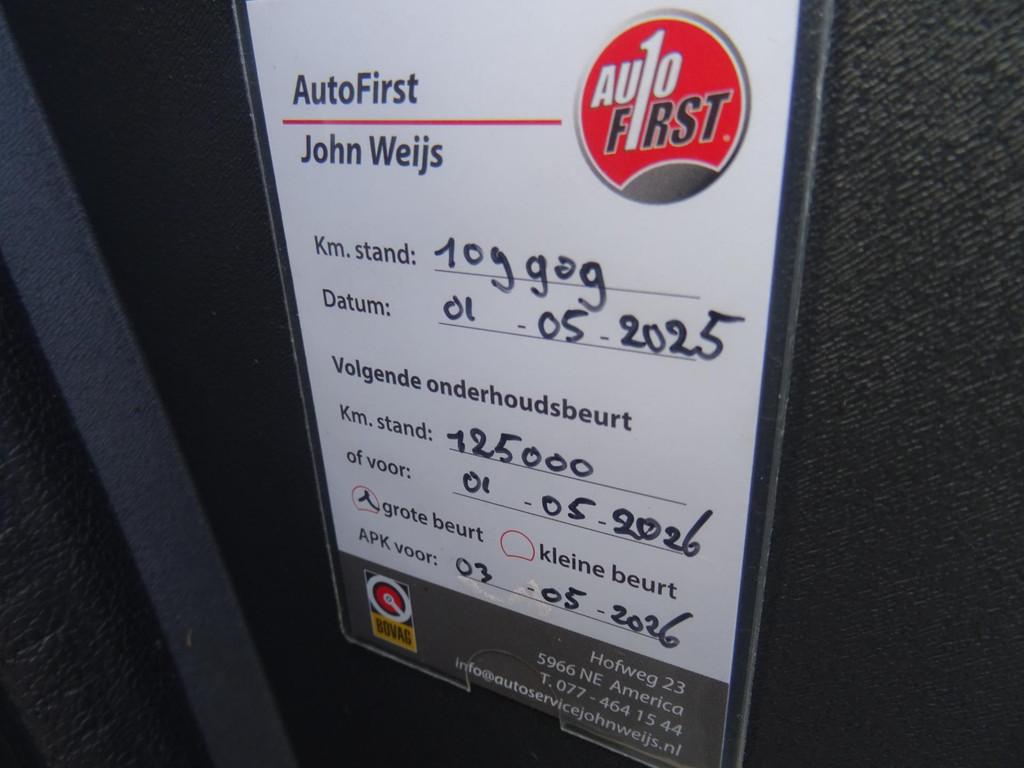 AutoFirst
John Weijs
AUTO
FIRST
Km. stand: 109909
Datum: 01 - 05 - 2025
Volgende onderhoudsbeurt
Km. stand: 125000
of voor: 01 - 05 - 2026
grote beurt kleine beurt
APK voor: 03 - 05 - 2026
BOVAG
Hofweg 23
5966 NE America
T. 077 - 464 15 44
info@autoservicejohnweijs.nl